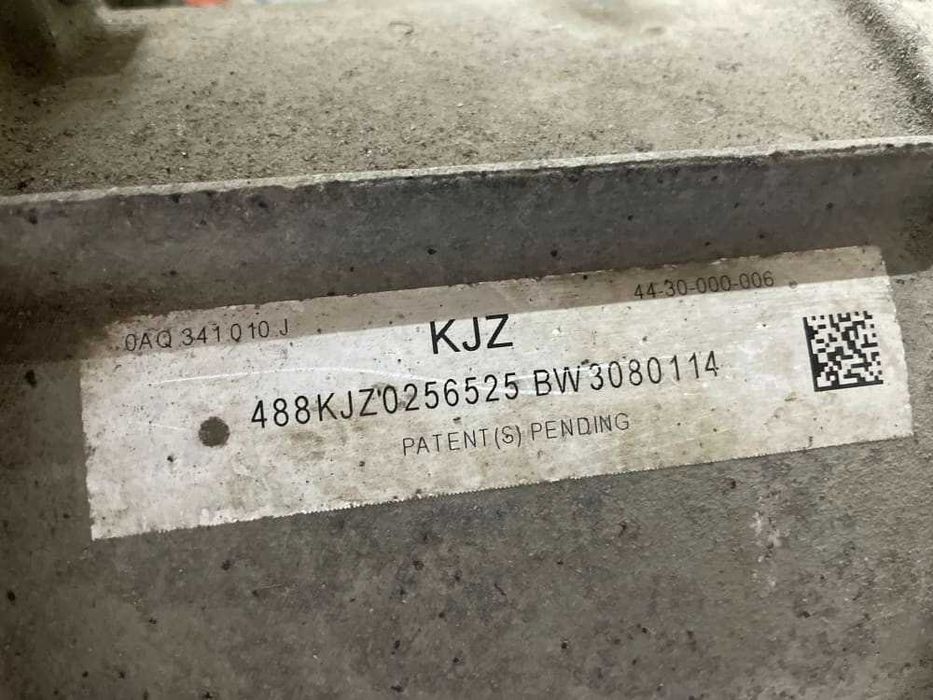 0AQ 341 010 J
44-30-000-006
KJZ
488KJZ0256525 BW3080114
PATENT(S) PENDING